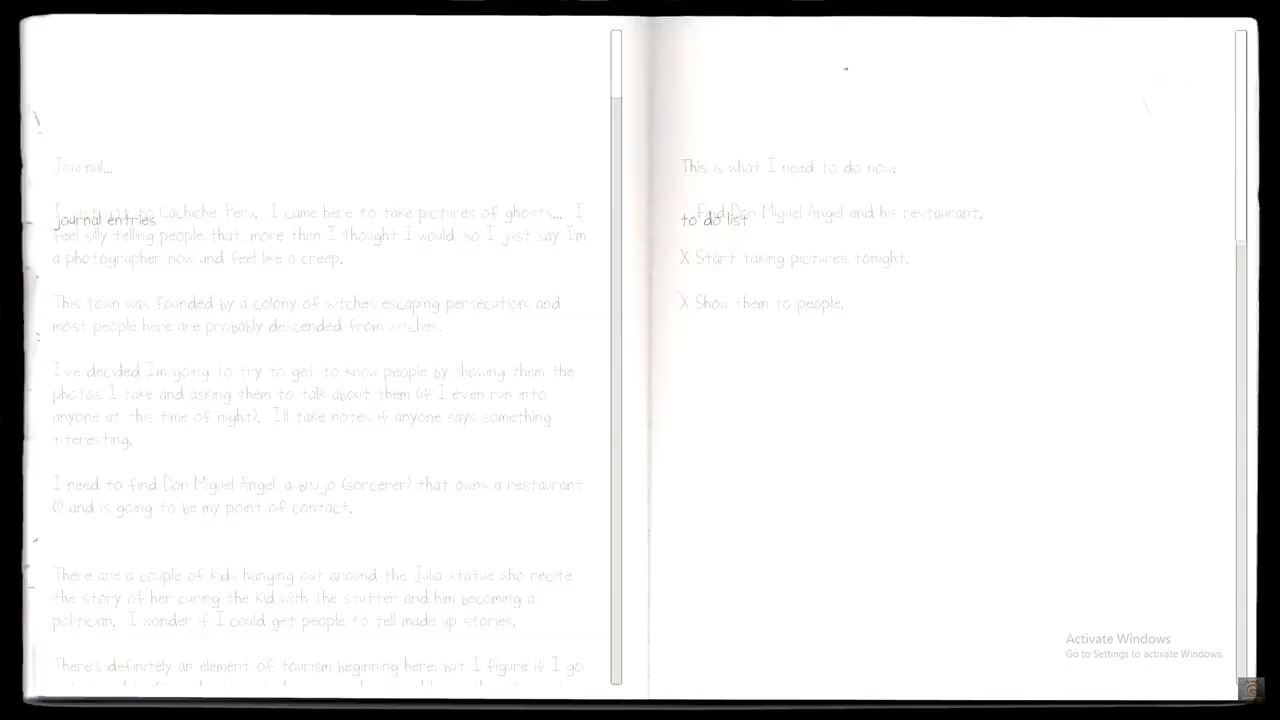 Journal...
I just got to Cachiche, Peru. I came here to take pictures of ghosts... I
journal entries
feel silly telling people that, more than I thought I would, so I just say I'm
a photographer now and feel like a creep.
This town was founded by a colony of witches escaping persecution, and
most people here are probably descended from witches.
I've decided I'm going to try to get to know people by showing them the
photos I take and asking them to talk about them (if I even run into
anyone at this time of night). I'll take notes if anyone says something
interesting.
I need to find Don Miguel Angel, a brujo (sorcerer) that owns a restaurant
(!) and is going to be my point of contact.
There are a couple of kids hanging out around the Julia statue who recite
the story of her curing the kid with the stutter and him becoming a
politician. I wonder if I could get people to tell made up stories.
There's definitely an element of tourism beginning here, but I figure if I go
This is what I need to do now:
Find Don Miguel Angel and his restaurant.
to do list
X Start taking pictures tonight.
X Show them to people.
Activate Windows
Go to Settings to activate Windows.